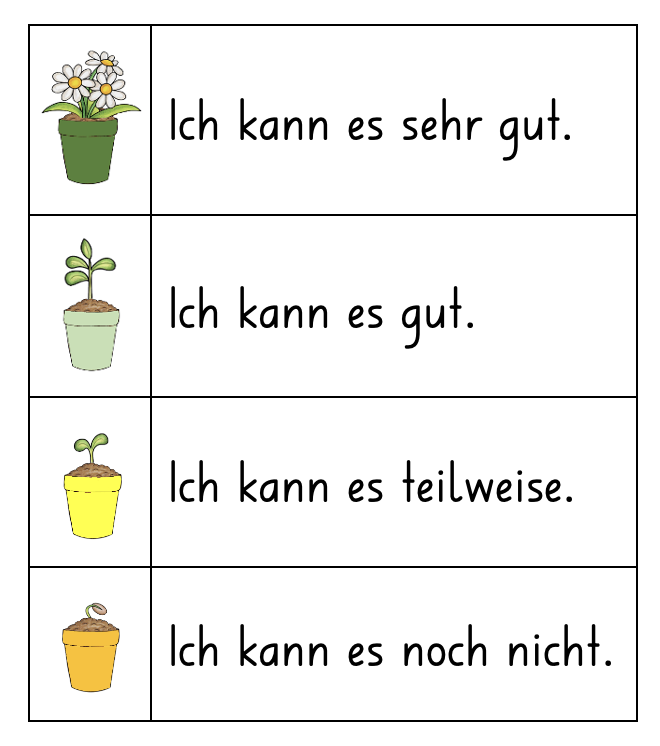 Ich kann es sehr gut.
Ich kann es gut.
Ich kann es teilweise.
Ich kann es noch nicht.